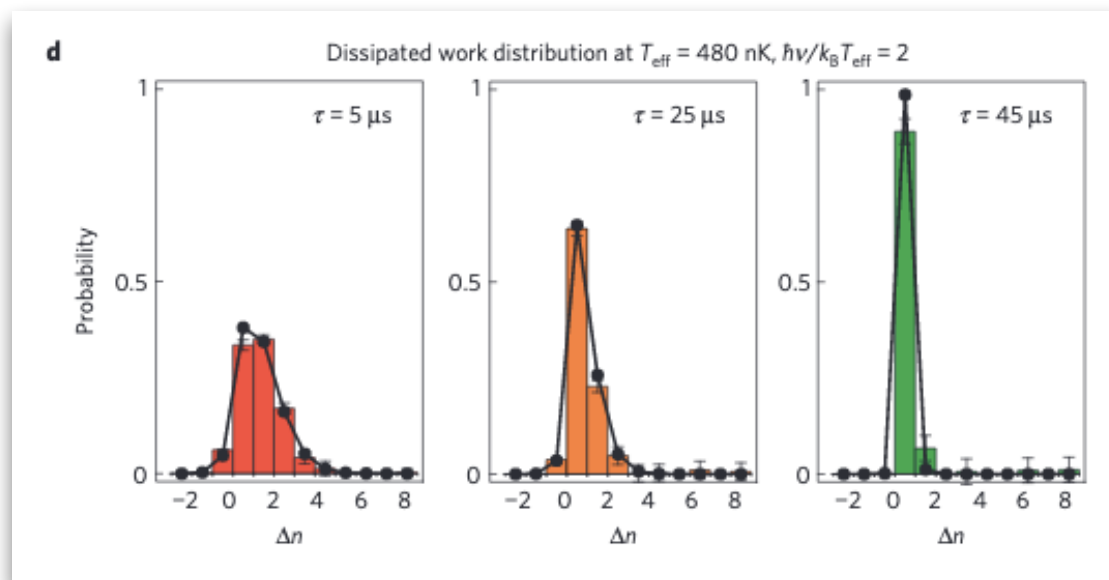 d
Dissipated work distribution at T_eff = 480 nK, ħν/k_BT_eff = 2
1
τ = 5 μs
0.5
0
−2 0 2 4 6 8
Δn
Probability
1
τ = 25 μs
0.5
0
−2 0 2 4 6 8
Δn
1
τ = 45 μs
0.5
0
−2 0 2 4 6 8
Δn